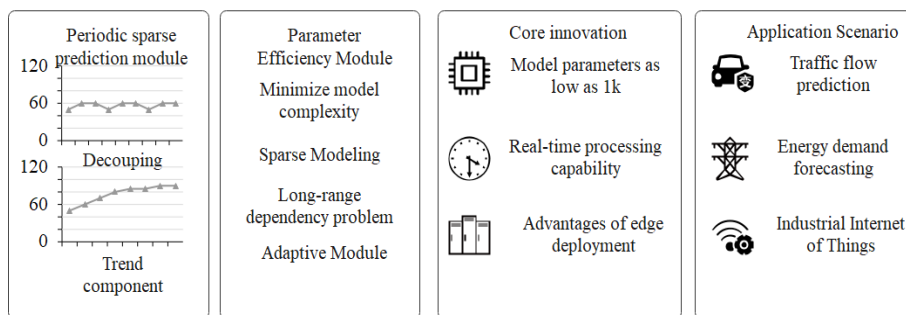 Periodic sparse
prediction module
120
60
0
Decouping
120
60
0
Trend
component
Parameter
Efficiency Module
Minimize model
complexity
Sparse Modeling
Long-range
dependency problem
Adaptive Module
Core innovation
Model parameters as
low as 1k
Real-time processing
capability
Advantages of edge
deployment
Application Scenario
Traffic flow
prediction
变
Energy demand
forecasting
Industrial Internet
of Things